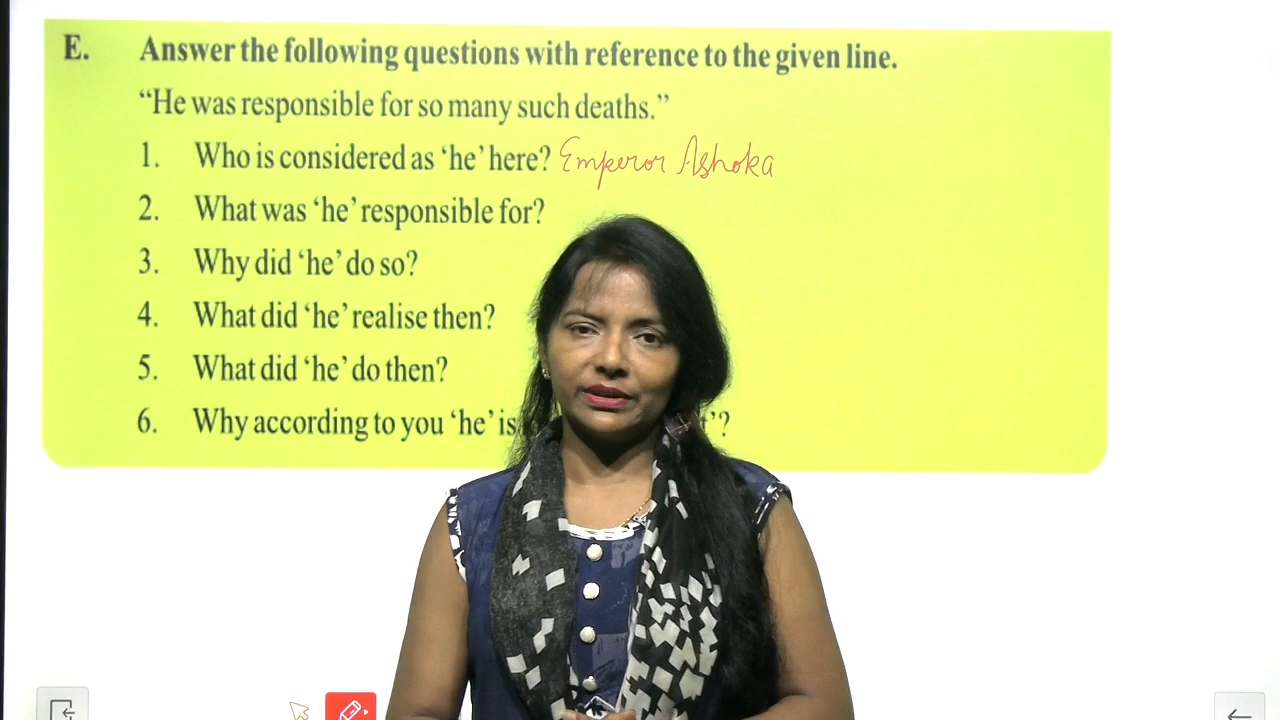 E. Answer the following questions with reference to the given line.
“He was responsible for so many such deaths.”
1. Who is considered as ‘he’ here? Emperor Ashoka
2. What was ‘he’ responsible for?
3. Why did ‘he’ do so?
4. What did ‘he’ realise then?
5. What did ‘he’ do then?
6. Why according to you ‘he’ is ’?